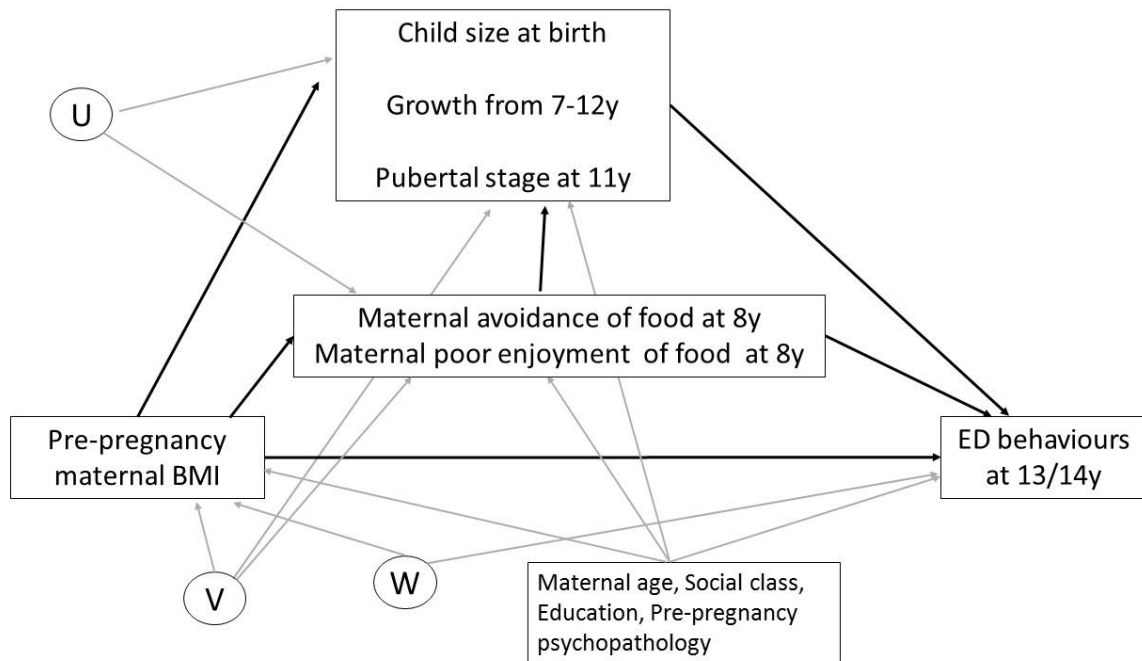 Child size at birth
Growth from 7-12y
Pubertal stage at 11y
U
Maternal avoidance of food at 8y
Maternal poor enjoyment of food at 8y
Pre-pregnancy
maternal BMI
ED behaviours
at 13/14y
V
W
Maternal age, Social class,
Education, Pre-pregnancy
psychopathology